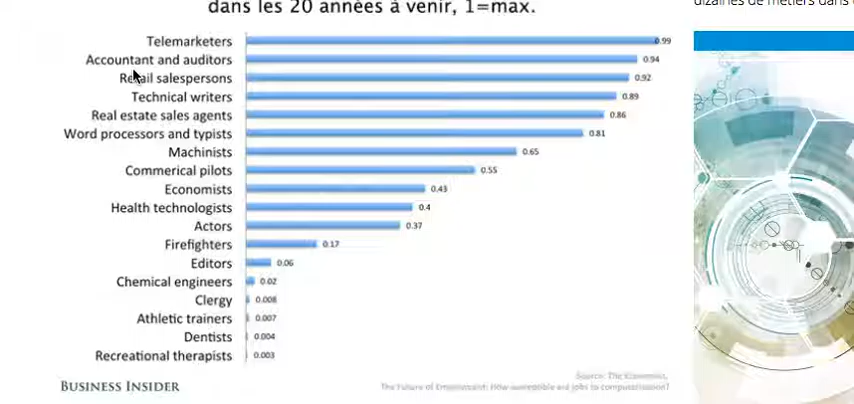 dans les 20 années à venir, 1=max.
Telemarketers 0.99
Accountant and auditors 0.94
Retail salespersons 0.92
Technical writers 0.89
Real estate sales agents 0.86
Word processors and typists 0.81
Machinists 0.65
Commerical pilots 0.55
Economists 0.43
Health technologists 0.4
Actors 0.37
Firefighters 0.17
Editors 0.06
Chemical engineers 0.02
Clergy 0.008
Athletic trainers 0.007
Dentists 0.004
Recreational therapists 0.003
BUSINESS INSIDER
Source: The Economist,
The Future of Employment: How susceptible are jobs to computerisation?